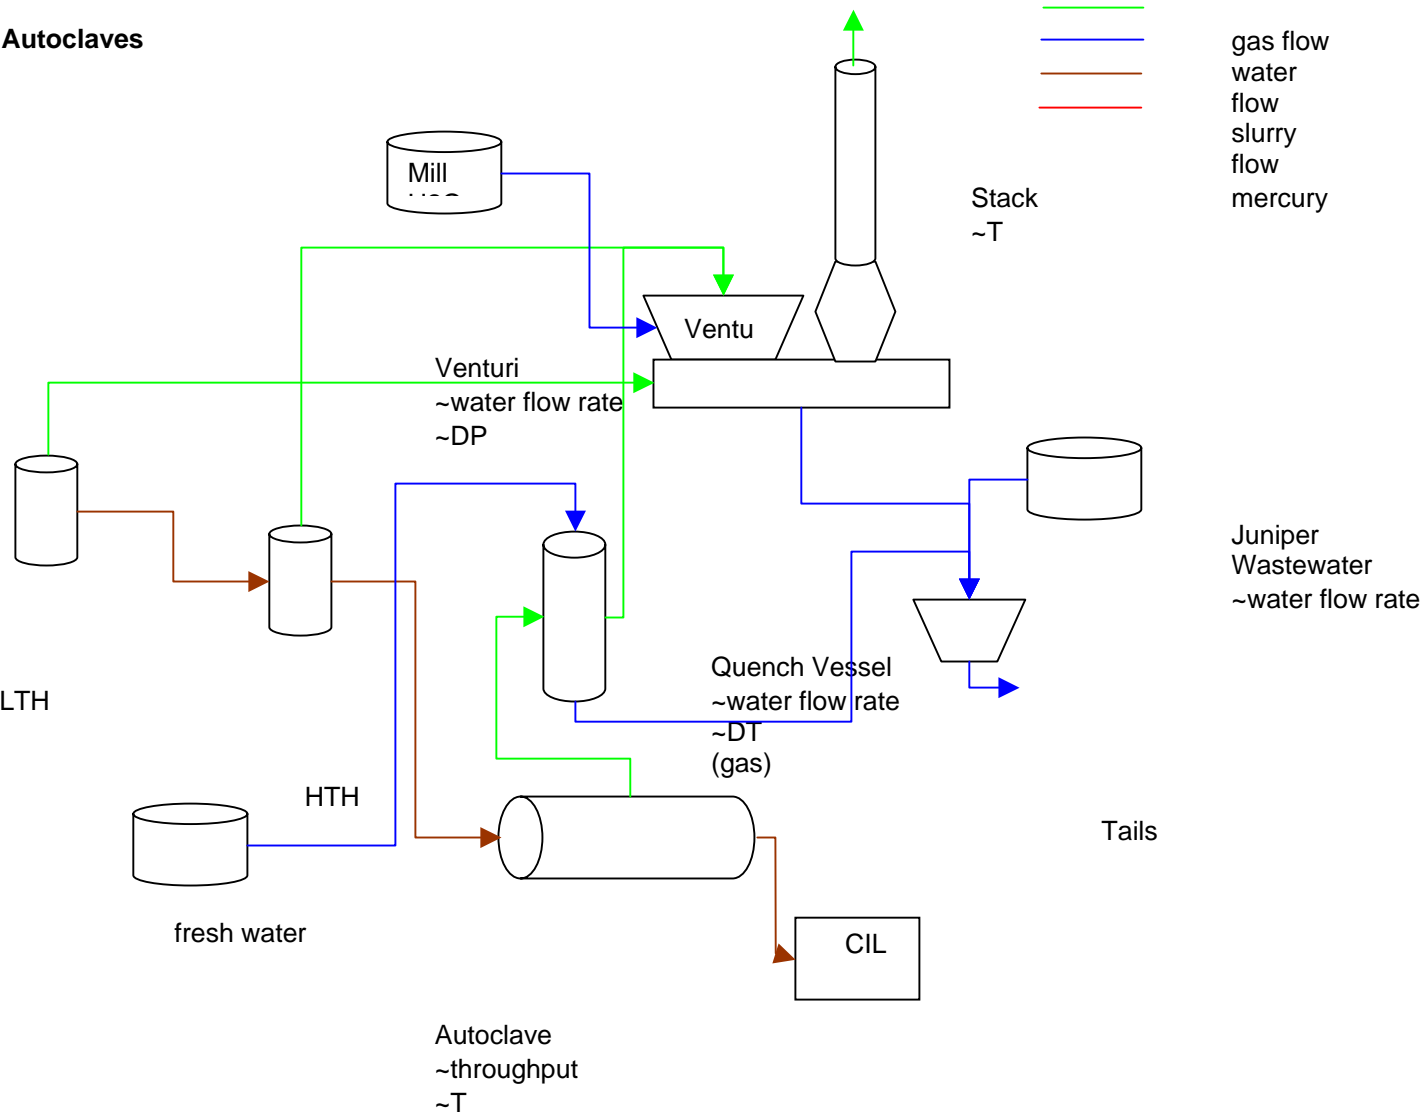 Autoclaves
gas flow
water
flow
slurry
flow
mercury
Mill
Stack
~T
Ventu
Venturi
~water flow rate
~DP
Juniper
Wastewater
~water flow rate
Quench Vessel
~water flow rate
~DT
(gas)
LTH
HTH
Tails
fresh water
CIL
Autoclave
~throughput
~T